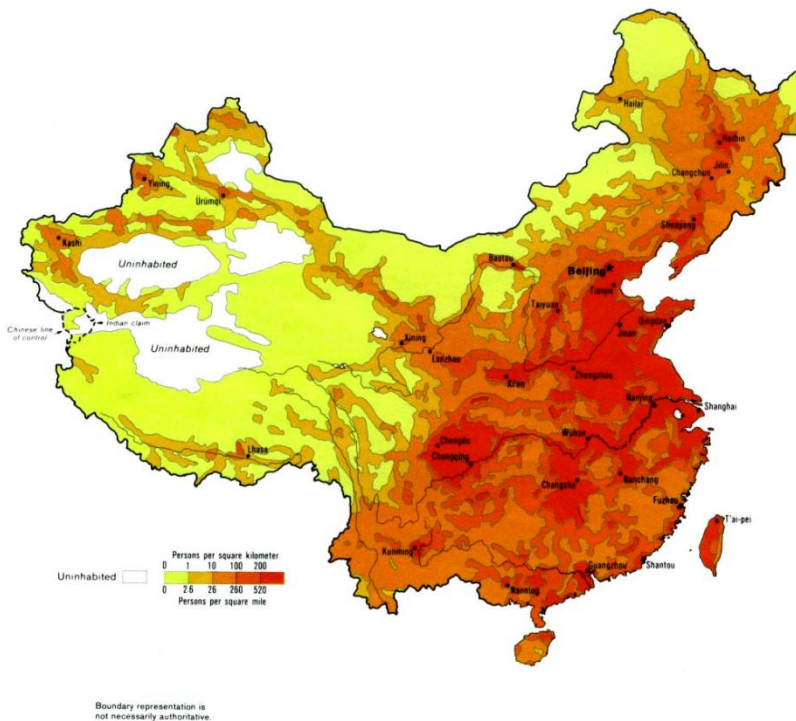 Hailar
Harbin
Jilin
Changchun
Yining
Ürümqi
Shenyang
Kashi
Baotou
Beijing
Uninhabited
Tianjin
Taiyuan
Qingdao
Chinese line
of control
Indian claim
Jinan
Uninhabited
Xining
Lanzhou
Zhengzhou
Xi'an
Nanjing
Shanghai
Wuhan
Chengdu
Lhasa
Chongqing
Nanchang
Changsha
Fuzhou
T'ai-pei
Kunming
Persons per square kilometer
0 1 10 100 200
Uninhabited
0 2.6 26 260 520
Persons per square mile
Guangzhou
Shantou
Nanning
Boundary representation is
not necessarily authoritative.